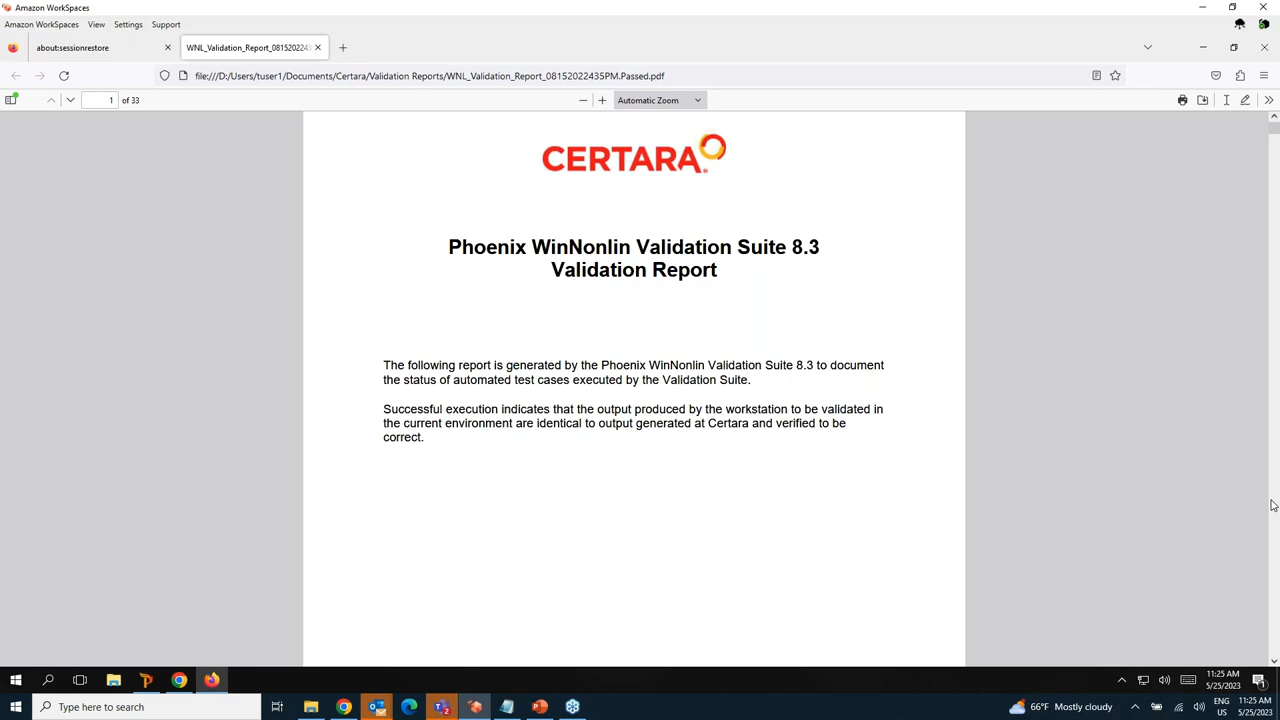 Amazon WorkSpaces
Amazon WorkSpaces View Settings Support
about:sessionrestore
WNL_Validation_Report_081520224
file:///D:/Users/tuser1/Documents/Certara/Validation Reports/WNL_Validation_Report_08152022435PM.Passed.pdf
1 of 33
Automatic Zoom
CERTARA
Phoenix WinNonlin Validation Suite 8.3
Validation Report
The following report is generated by the Phoenix WinNonlin Validation Suite 8.3 to document
the status of automated test cases executed by the Validation Suite.
Successful execution indicates that the output produced by the workstation to be validated in
the current environment are identical to output generated at Certara and verified to be
correct.
11:25 AM
5/25/2023
1
Type here to search
66°F Mostly cloudy
ENG
US
11:25 AM
5/25/2023